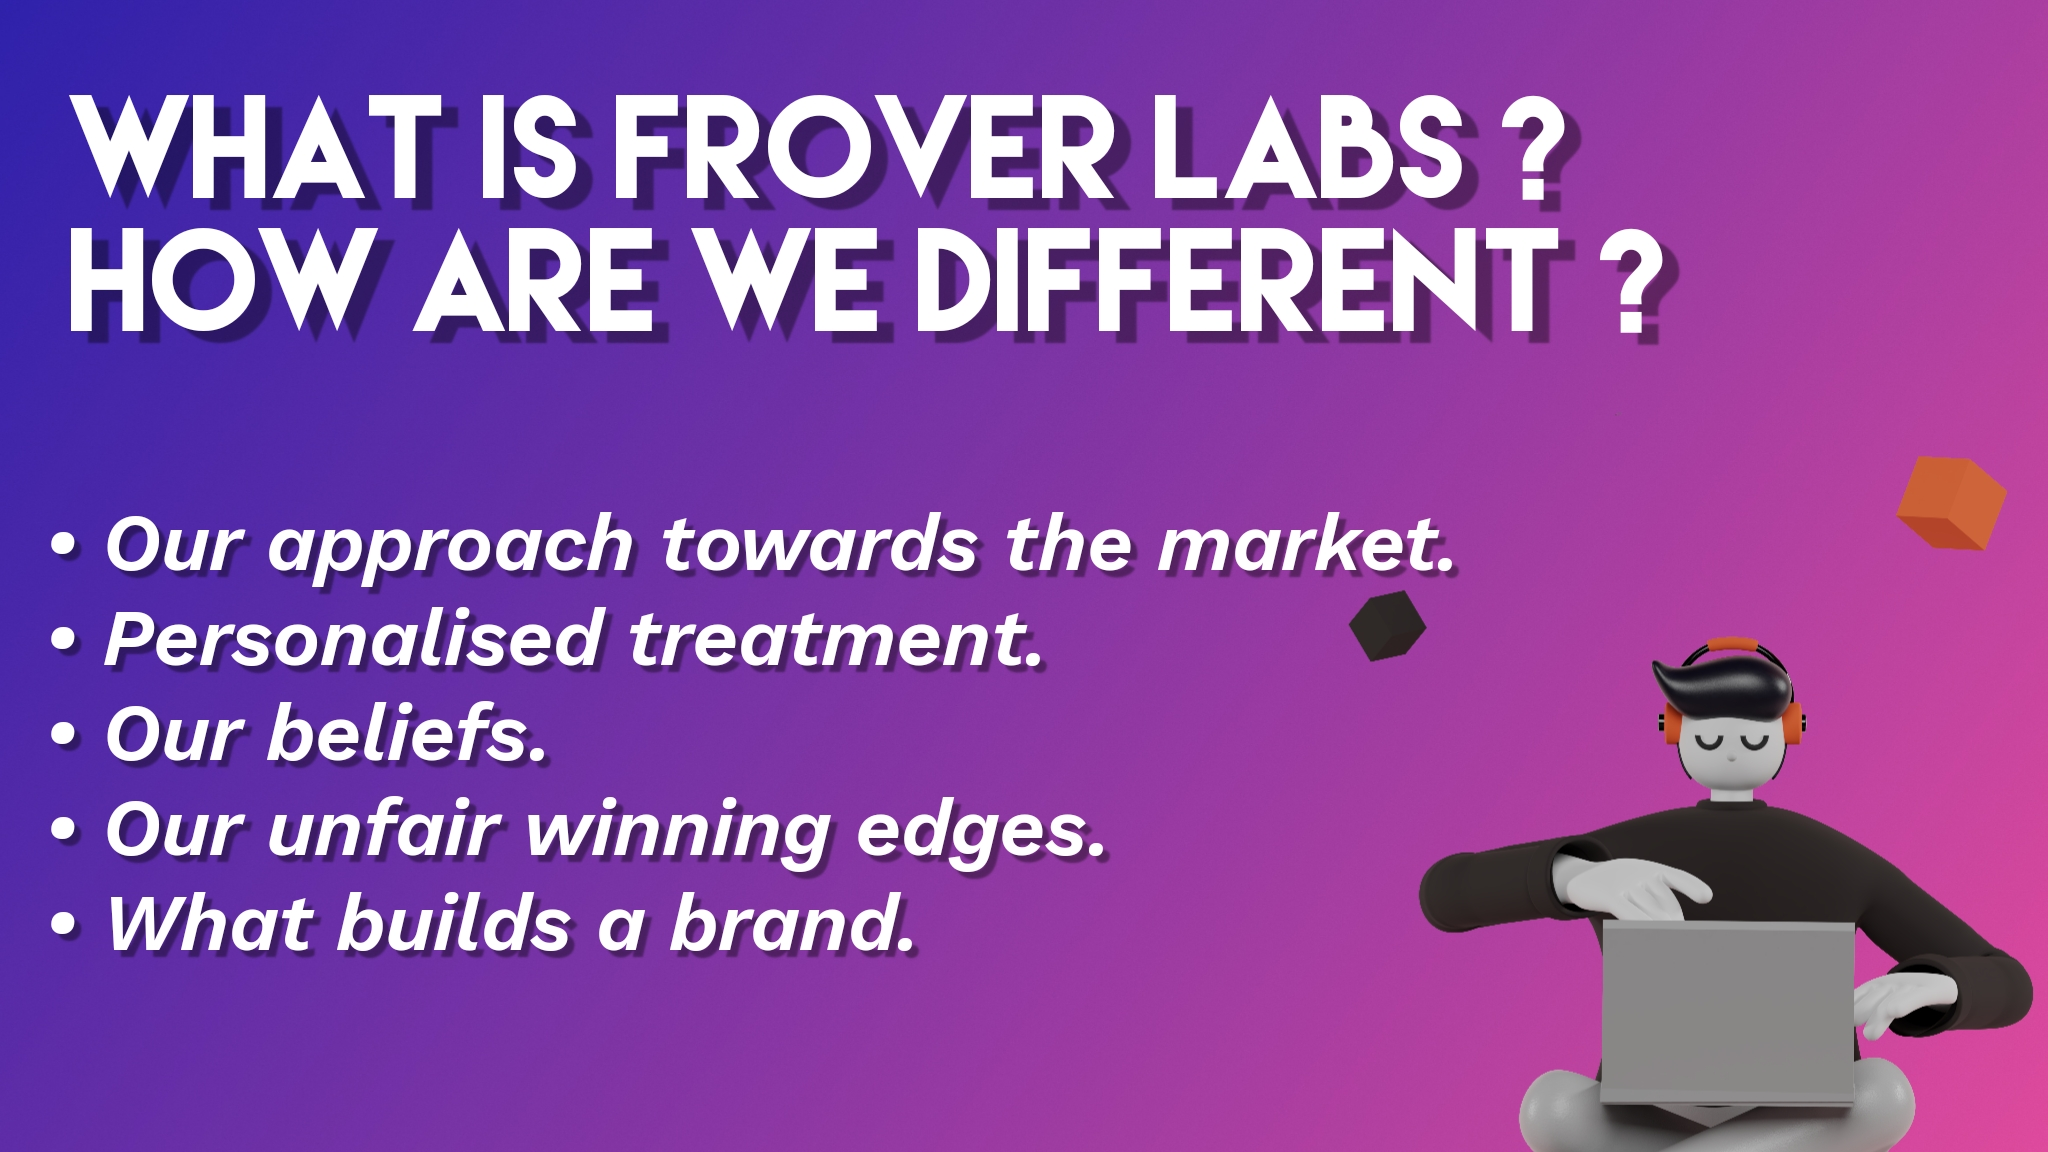 WHAT IS FROVER LABS ?
HOW ARE WE DIFFERENT ?
• Our approach towards the market.
• Personalised treatment.
• Our beliefs.
• Our unfair winning edges.
• What builds a brand.